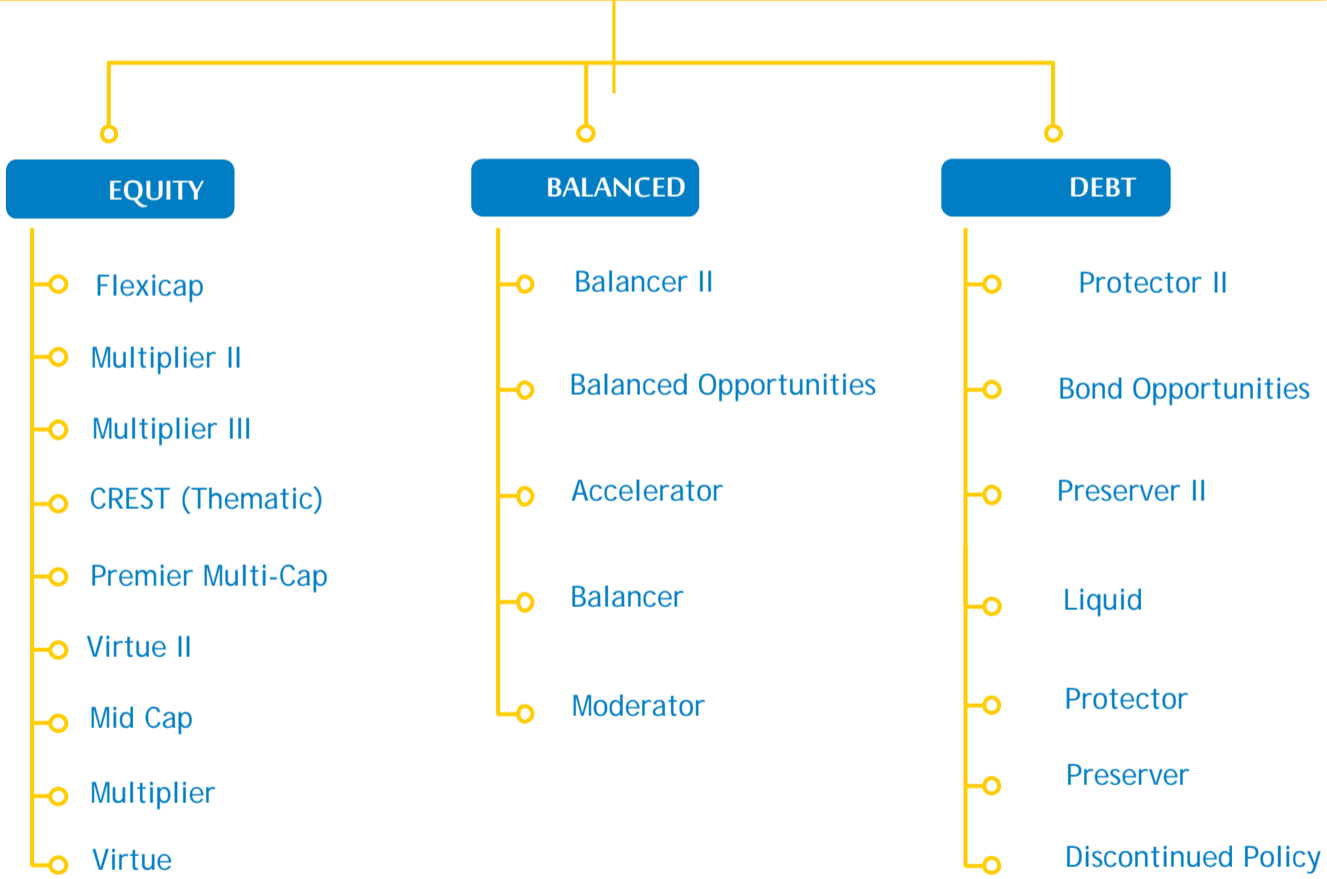 EQUITY
Flexicap
Multiplier II
Multiplier III
CREST (Thematic)
Premier Multi-Cap
Virtue II
Mid Cap
Multiplier
Virtue
BALANCED
Balancer II
Balanced Opportunities
Accelerator
Balancer
Moderator
DEBT
Protector II
Bond Opportunities
Preserver II
Liquid
Protector
Preserver
Discontinued Policy